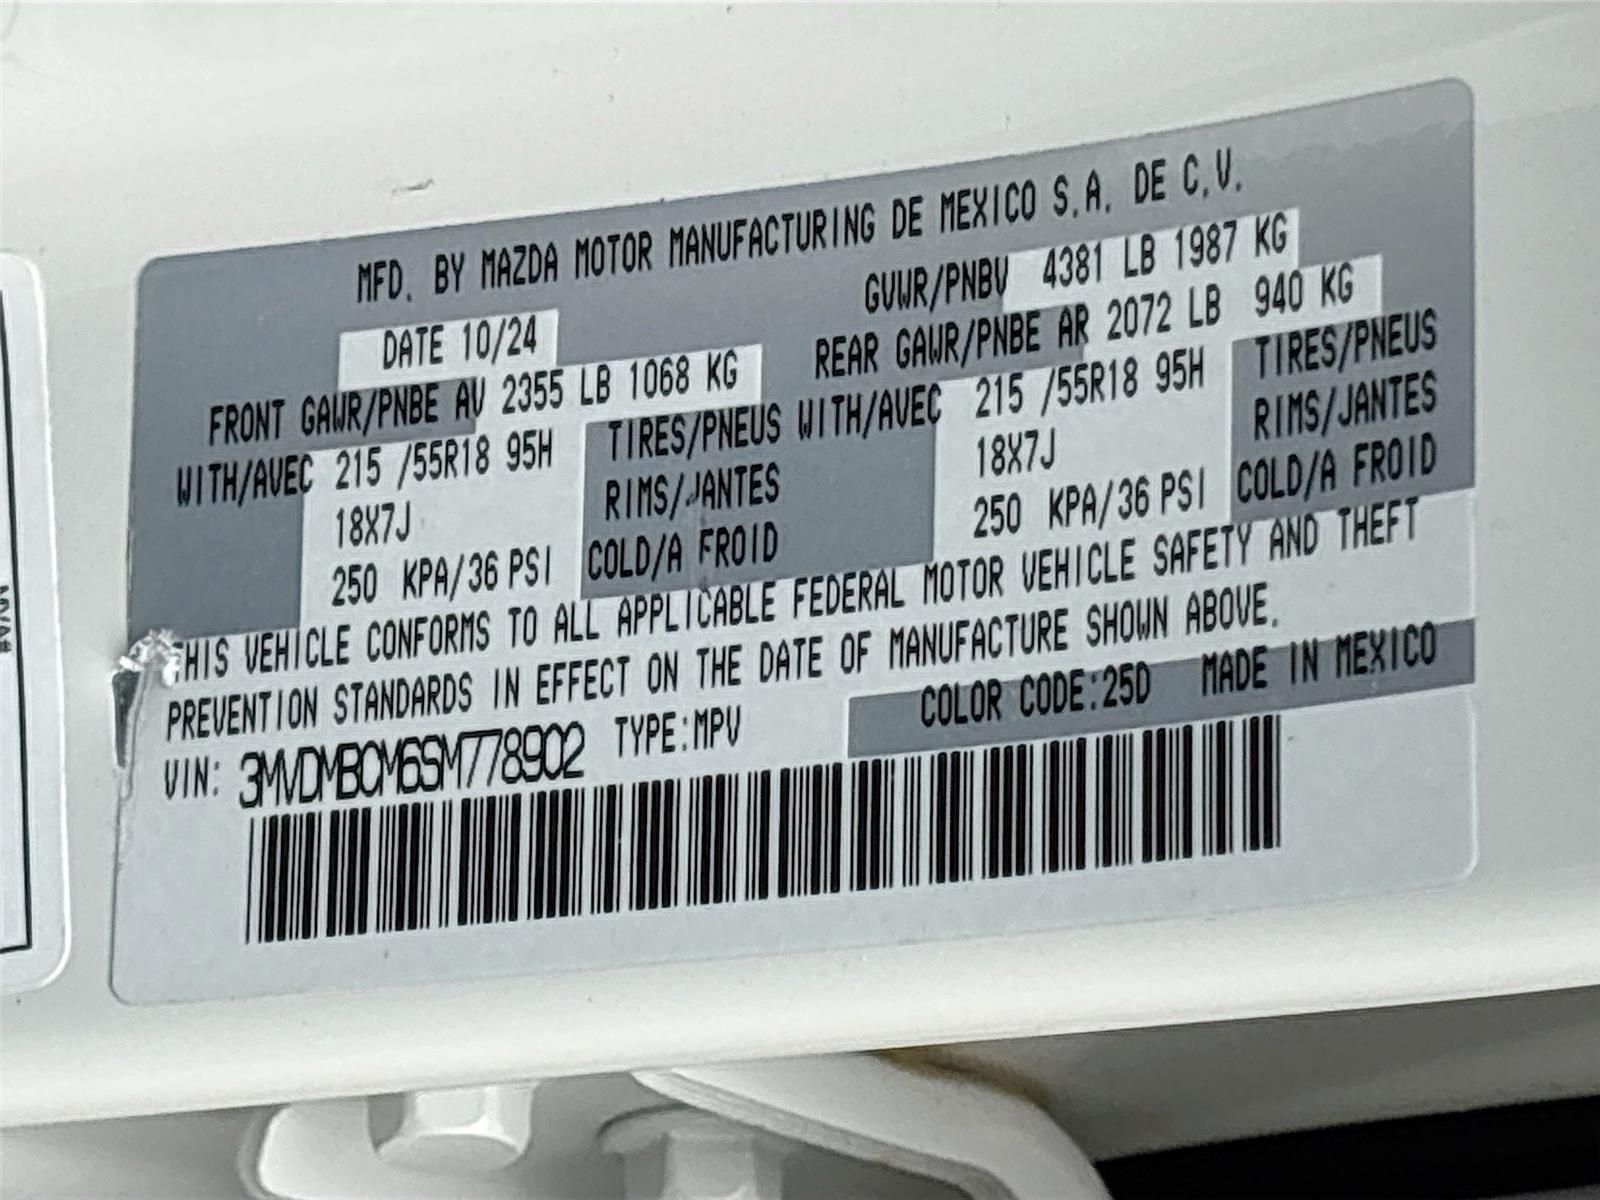 MFD. BY MAZDA MOTOR MANUFACTURING DE MEXICO S.A. DE C.V.
DATE 10/24 GVWR/PNBV 4381 LB 1987 KG
FRONT GAWR/PNBE AV 2355 LB 1068 KG REAR GAWR/PNBE AR 2072 LB 940 KG
WITH/AVEC 215 /55R18 95H TIRES/PNEUS WITH/AVEC 215 /55R18 95H TIRES/PNEUS
18X7J RIMS/JANTES 18X7J RIMS/JANTES
250 KPA/36 PSI COLD/A FROID 250 KPA/36 PSI COLD/A FROID
THIS VEHICLE CONFORMS TO ALL APPLICABLE FEDERAL MOTOR VEHICLE SAFETY AND THEFT
PREVENTION STANDARDS IN EFFECT ON THE DATE OF MANUFACTURE SHOWN ABOVE.
VIN: 3MVDMBCM6SM778902 TYPE:MPV COLOR CODE:25D MADE IN MEXICO